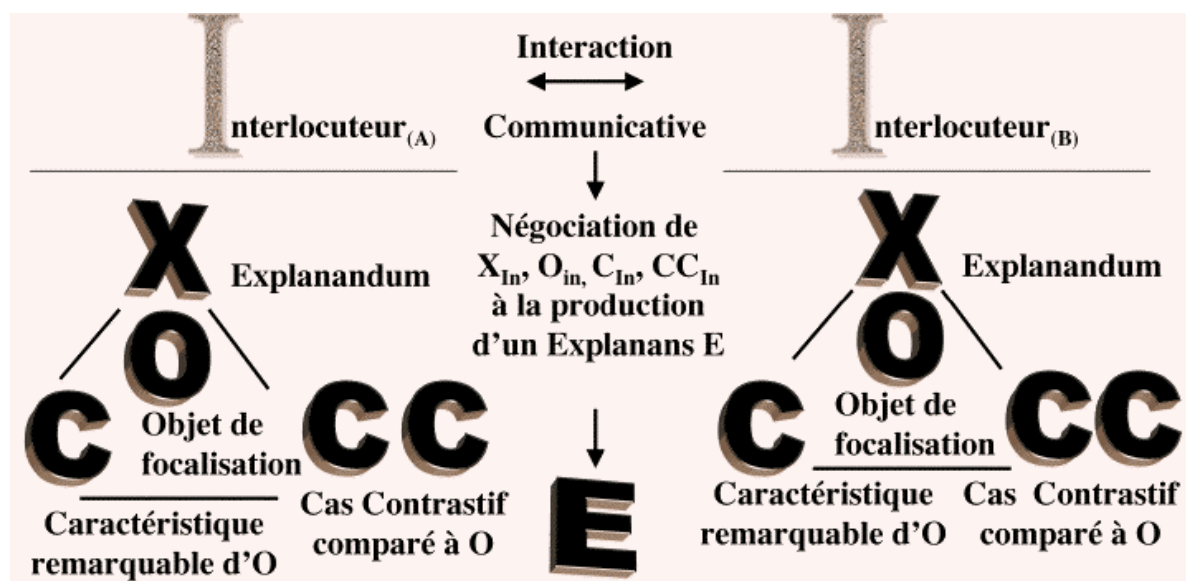 Interlocuteur(A)
Interaction
Communicative
Interlocuteur(B)
X
Explanandum
O
C
Objet de
focalisation
CC
Caractéristique
remarquable d'O
Cas Contrastif
comparé à O
Négociation de
XIn, Oin, CIn, CCIn
à la production
d'un Explanans E
E
X
Explanandum
O
C
Objet de
focalisation
CC
Caractéristique
remarquable d'O
Cas Contrastif
comparé à O